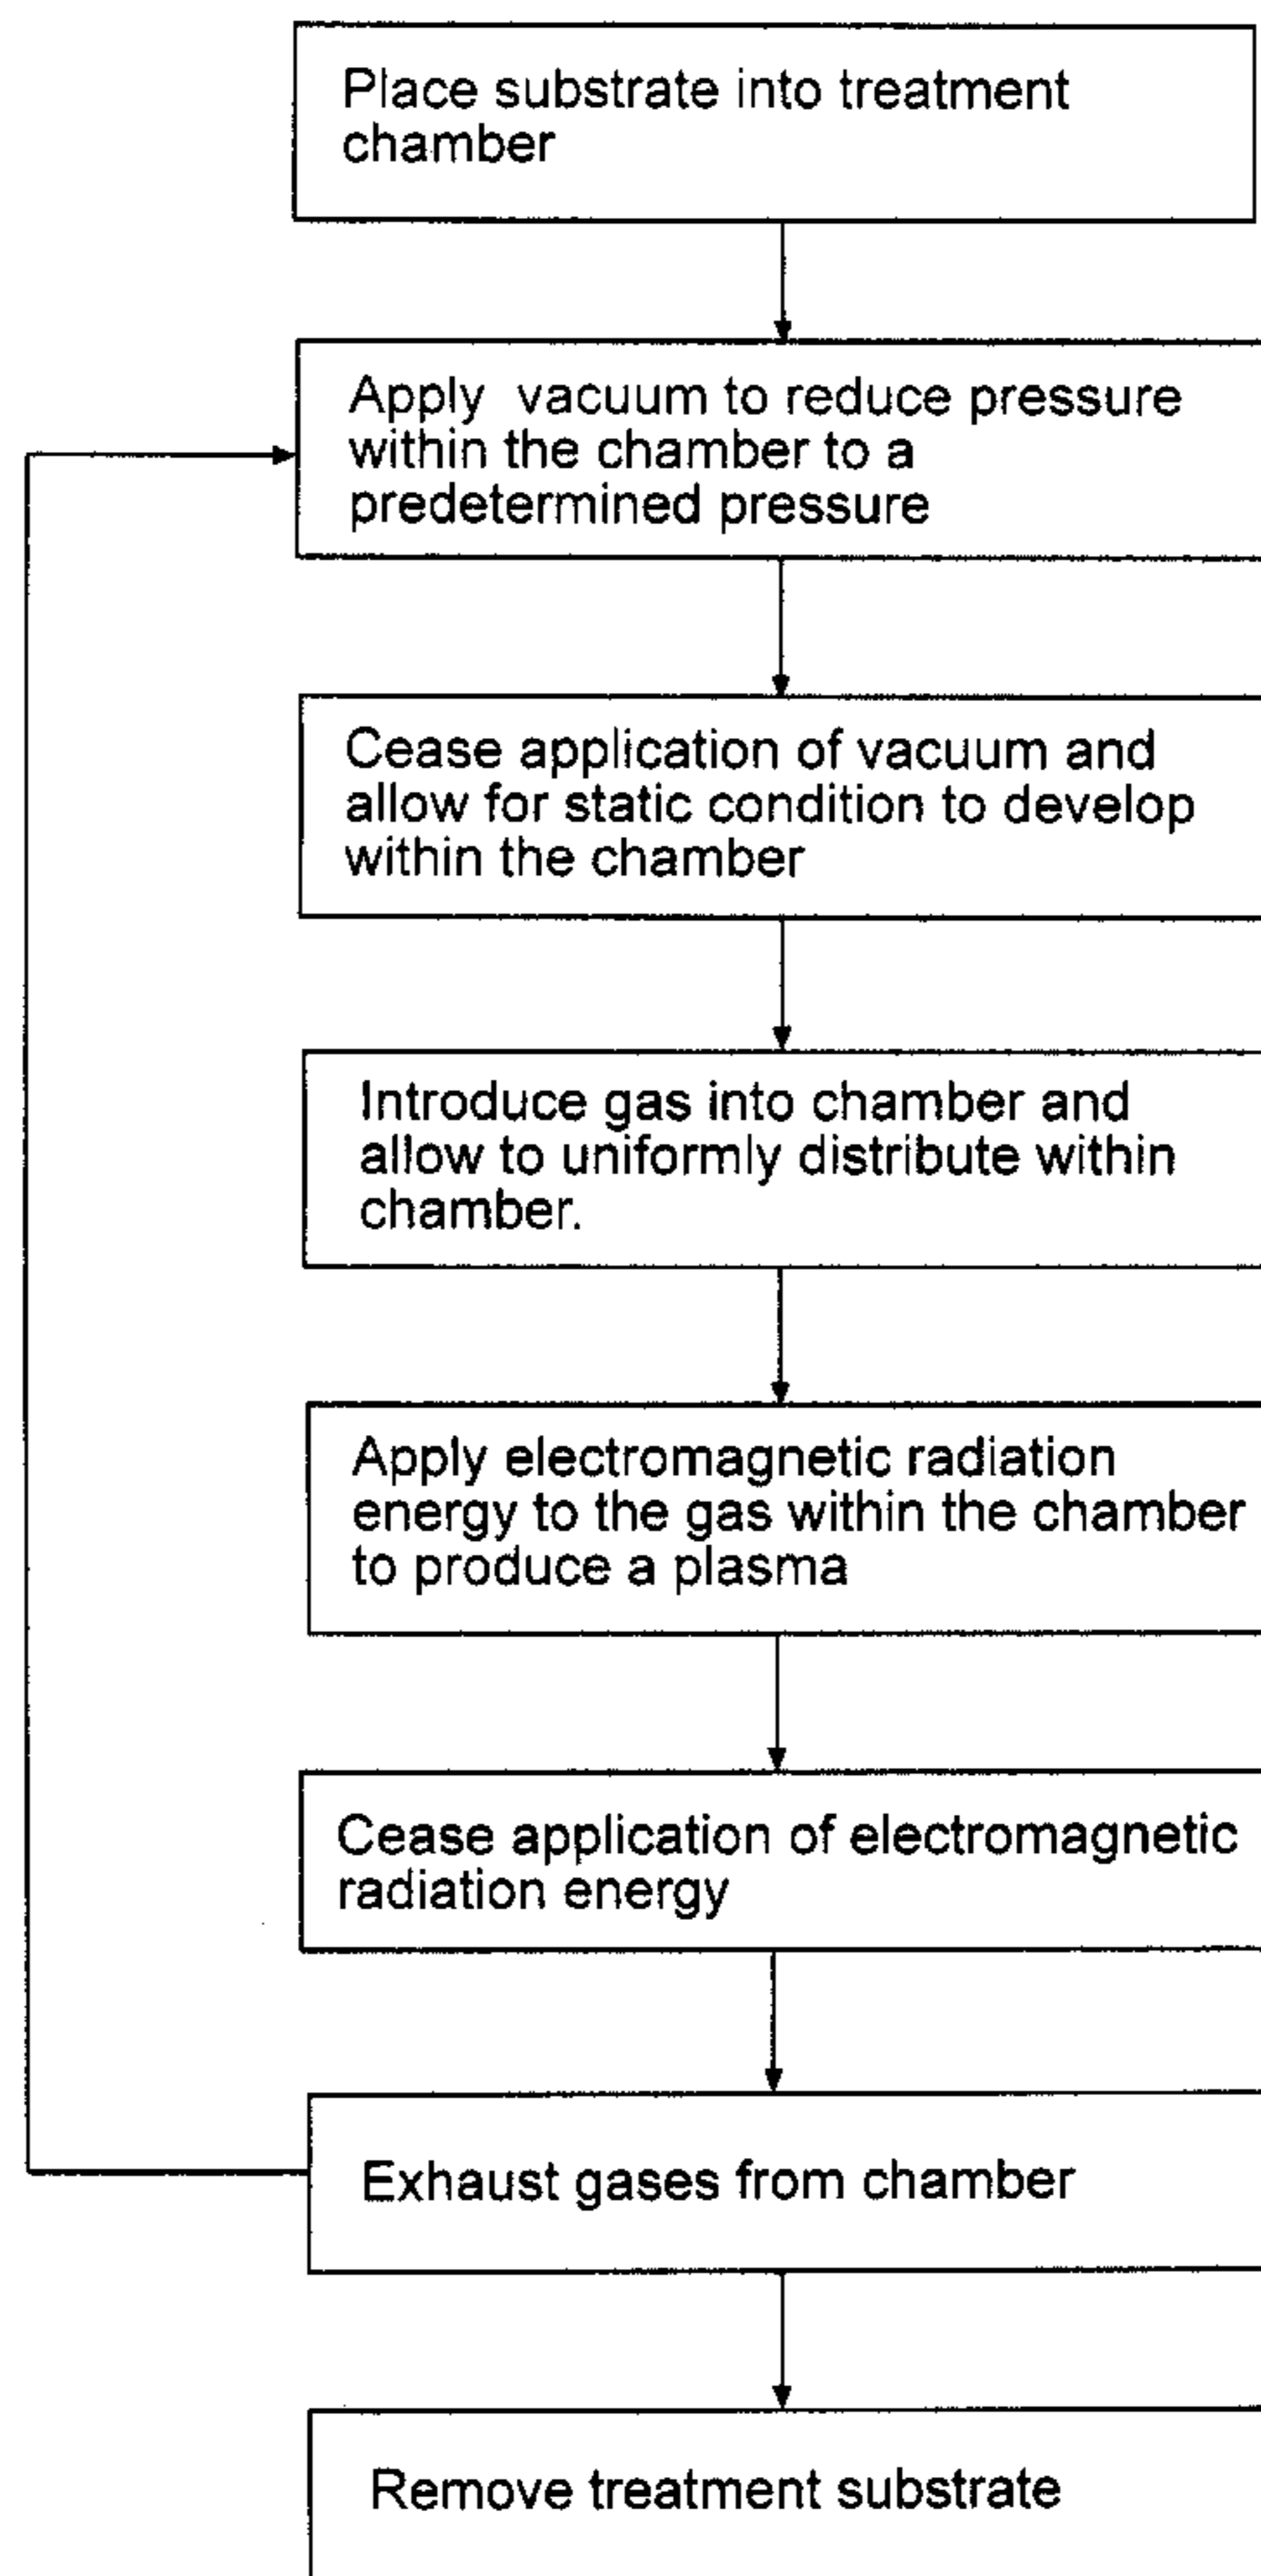 Place substrate into treatment
chamber
Apply vacuum to reduce pressure
within the chamber to a
predetermined pressure
Cease application of vacuum and
allow for static condition to develop
within the chamber
Introduce gas into chamber and
allow to uniformly distribute within
chamber.
Apply electromagnetic radiation
energy to the gas within the chamber
to produce a plasma
Cease application of electromagnetic
radiation energy
Exhaust gases from chamber
Remove treatment substrate